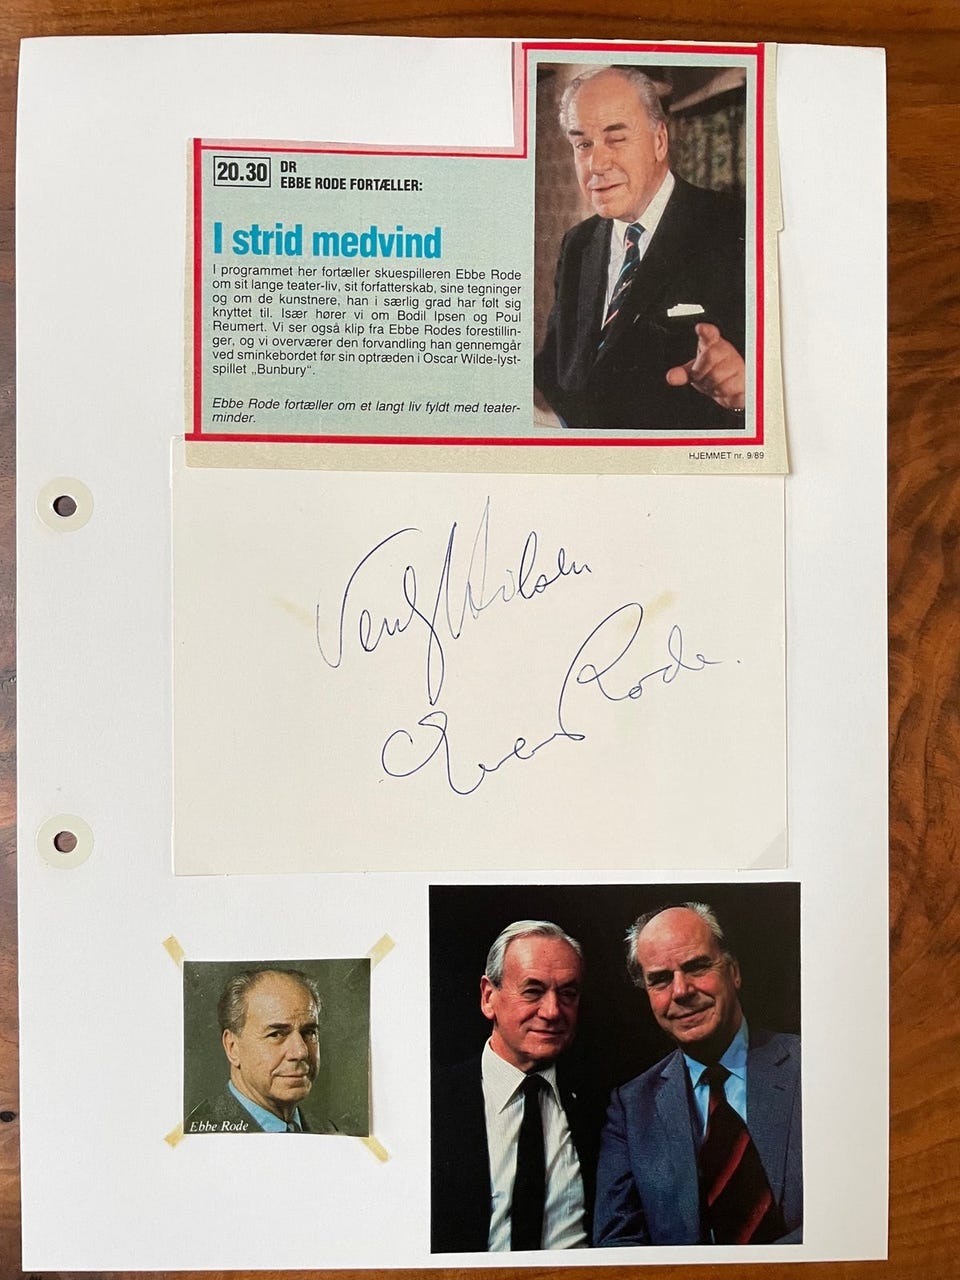 20.30 DR
EBBE RODE FORTÆLLER:
I strid medvind
I programmet her fortæller skuespilleren Ebbe Rode
om sit lange teater-liv, sit forfatterskab, sine tegninger
og om de kunstnere, han i særlig grad har følt sig
knyttet til. Især hører vi om Bodil Ipsen og Poul
Reumert. Vi ser også klip fra Ebbe Rodes forestillin-
ger, og vi overværer den forvandling han gennemgår
ved sminkebordet før sin optræden i Oscar Wilde-lyst-
spillet „Bunbury".
Ebbe Rode fortæller om et langt liv fyldt med teater-
minder.
HJEMMET nr. 9/89
Rode.
Ebbe Rode